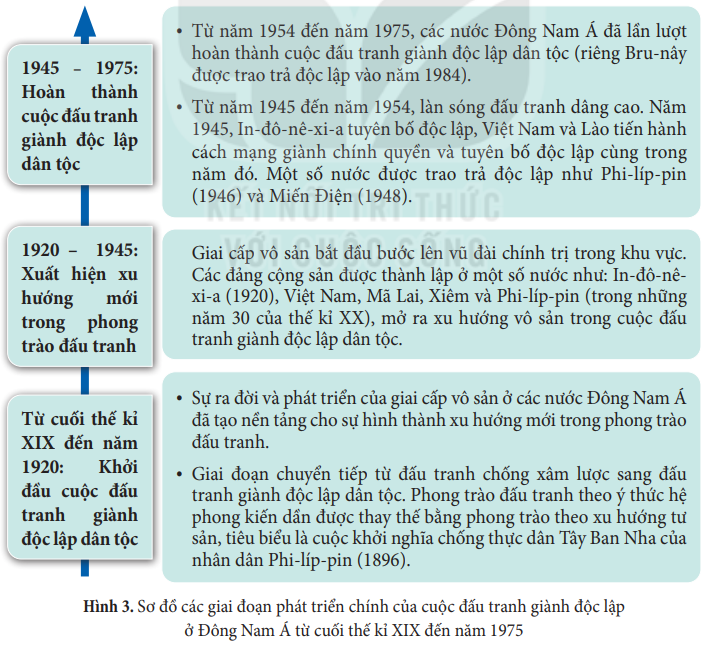 1945 – 1975:
Hoàn thành
cuộc đấu tranh
giành độc lập
dân tộc
• Từ năm 1954 đến năm 1975, các nước Đông Nam Á đã lần lượt
hoàn thành cuộc đấu tranh giành độc lập dân tộc (riêng Bru-nây
được trao trả độc lập vào năm 1984).
• Từ năm 1945 đến năm 1954, làn sóng đấu tranh dâng cao. Năm
1945, In-đô-nê-xi-a tuyên bố độc lập, Việt Nam và Lào tiến hành
cách mạng giành chính quyền và tuyên bố độc lập cùng trong
năm đó. Một số nước được trao trả độc lập như Phi-líp-pin
(1946) và Miến Điện (1948).
KẾT NỐI TRI THỨC
VỚI CUỘC SỐNG
1920 – 1945:
Xuất hiện xu
hướng mới
trong phong
trào đấu tranh
Giai cấp vô sản bắt đầu bước lên vũ đài chính trị trong khu vực.
Các đảng cộng sản được thành lập ở một số nước như: In-đô-nê-
xi-a (1920), Việt Nam, Mã Lai, Xiêm và Phi-líp-pin (trong những
năm 30 của thế kỉ XX), mở ra xu hướng vô sản trong cuộc đấu
tranh giành độc lập dân tộc.
Từ cuối thế kỉ
XIX đến năm
1920: Khởi
đầu cuộc đấu
tranh giành
độc lập dân tộc
• Sự ra đời và phát triển của giai cấp vô sản ở các nước Đông Nam Á
đã tạo nền tảng cho sự hình thành xu hướng mới trong phong trào
đấu tranh.
• Giai đoạn chuyển tiếp từ đấu tranh chống xâm lược sang đấu
tranh giành độc lập dân tộc. Phong trào đấu tranh theo ý thức hệ
phong kiến dần được thay thế bằng phong trào theo xu hướng tư
sản, tiêu biểu là cuộc khởi nghĩa chống thực dân Tây Ban Nha của
nhân dân Phi-líp-pin (1896).
Hình 3. Sơ đồ các giai đoạn phát triển chính của cuộc đấu tranh giành độc lập
ở Đông Nam Á từ cuối thế kỉ XIX đến năm 1975